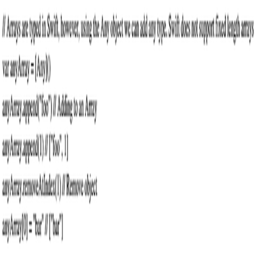 // Arrays are typed in Swift, however, using the Any object we can add any type. Swift does not support fixed length arrays
var anyArray = [Any]()
anyArray.append("foo") // Adding to an Array
anyArray.append(1) // ["foo", 1]
anyArray.removeAtIndex(1) // Remove object
anyArray[0] = "bar" // ["bar"]